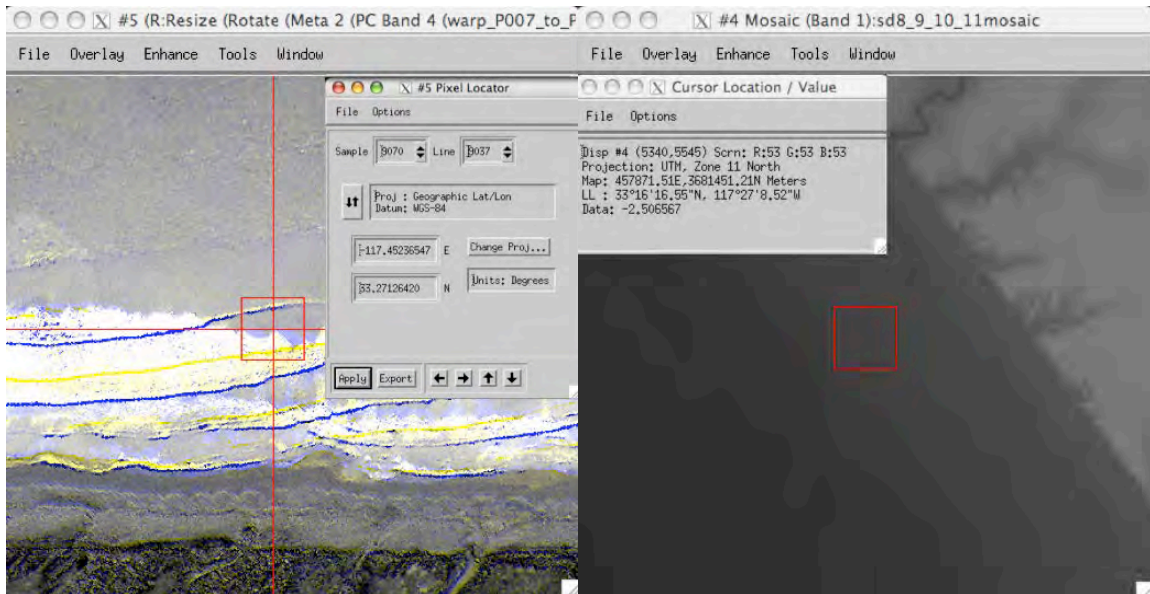 #5 (R:Resize (Rotate (Meta 2 (PC Band 4 (warp_P007_to_P
File Overlay Enhance Tools Window
#5 Pixel Locator
File Options
Sample 9070 Line 9037
Proj : Geographic Lat/Lon
Datum: WGS-84
-117.45236547 E Change Proj...
33.27126420 N Units: Degrees
Apply Export
#4 Mosaic (Band 1):sd8_9_10_11mosaic
File Overlay Enhance Tools Window
Cursor Location / Value
File Options
Disp #4 (5340,5545) Scrn: R:53 G:53 B:53
Projection: UTM, Zone 11 North
Map: 457871.51E,3681451.21N Meters
LL : 33°16'16.55"N, 117°27'8.52"W
Data: -2.506567